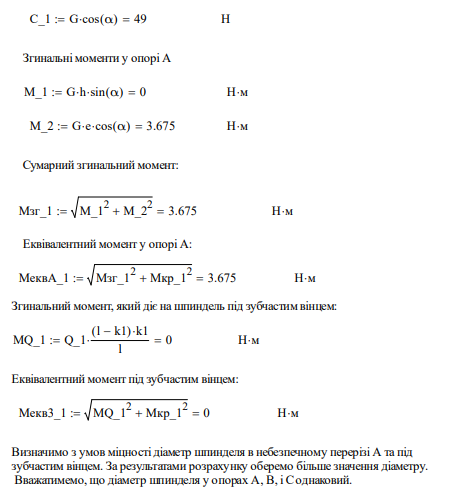 C_1 := G·cos(α) = 49 Н
Згинальні моменти у опорі А
M_1 := G·h·sin(α) = 0 Н·м
M_2 := G·e·cos(α) = 3.675 Н·м
Сумарний згинальний момент:
Mзг_1 := √(M_1² + M_2²) = 3.675 Н·м
Еквівалентний момент у опорі А:
МеквА_1 := √(Мзг_1² + Мкр_1²) = 3.675 Н·м
Згинальний момент, який діє на шпиндель під зубчастим вінцем:
MQ_1 := Q_1·((1 − k1)·k1)/1 = 0 Н·м
Еквівалентний момент під зубчастим вінцем:
Мекв3_1 := √(MQ_1² + Мкр_1²) = 0 Н·м
Визначимо з умов міцності діаметр шпинделя в небезпечному перерізі А та під
зубчастим вінцем. За результатами розрахунку оберемо більше значення діаметру.
Вважатимемо, що діаметр шпинделя у опорах А, В, і С однаковий.